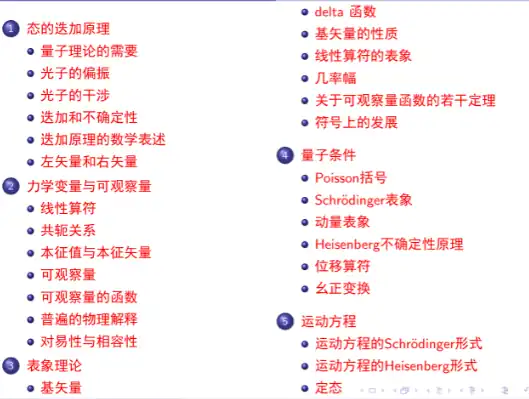 1 态的迭加原理
量子理论的需要
光子的偏振
光子的干涉
迭加和不确定性
迭加原理的数学表述
左矢量和右矢量
2 力学变量与可观察量
线性算符
共轭关系
本征值与本征矢量
可观察量
可观察量的函数
普遍的物理解释
对易性与相容性
3 表象理论
基矢量
delta 函数
基矢量的性质
线性算符的表象
几率幅
关于可观察量函数的若干定理
符号上的发展
4 量子条件
Poisson括号
Schrödinger表象
动量表象
Heisenberg不确定性原理
位移算符
幺正变换
5 运动方程
运动方程的Schrödinger形式
运动方程的Heisenberg形式
定态